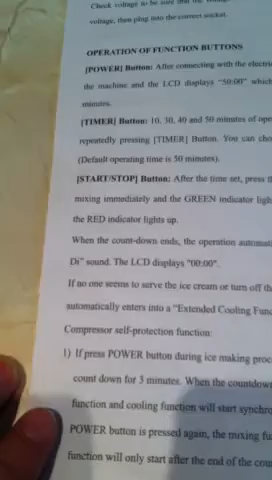 Check voltage to be sure that the
voltage, then plug into the correct socket.
OPERATION OF FUNCTION BUTTONS
[POWER] Button: After connecting with the electri
the machine and the LCD displays "50:00" which
minutes.
[TIMER] Button: 10, 30, 40 and 50 minutes of ope
repeatedly pressing [TIMER] Button. You can cho
(Default operating time is 50 minutes).
[START/STOP] Button: After the time set, press t
mixing immediately and the GREEN indicator ligh
the RED indicator lights up.
When the count-down ends, the operation automati
Di" sound. The LCD displays "00:00".
If no one seems to serve the ice cream or turn off th
automatically enters into a "Extended Cooling Func
Compressor self-protection function:
1) If press POWER button during ice making proc
count down for 3 minutes. When the countdow
function and cooling function will start synchro
POWER button is pressed again, the mixing fu
function will only start after the end of the cou